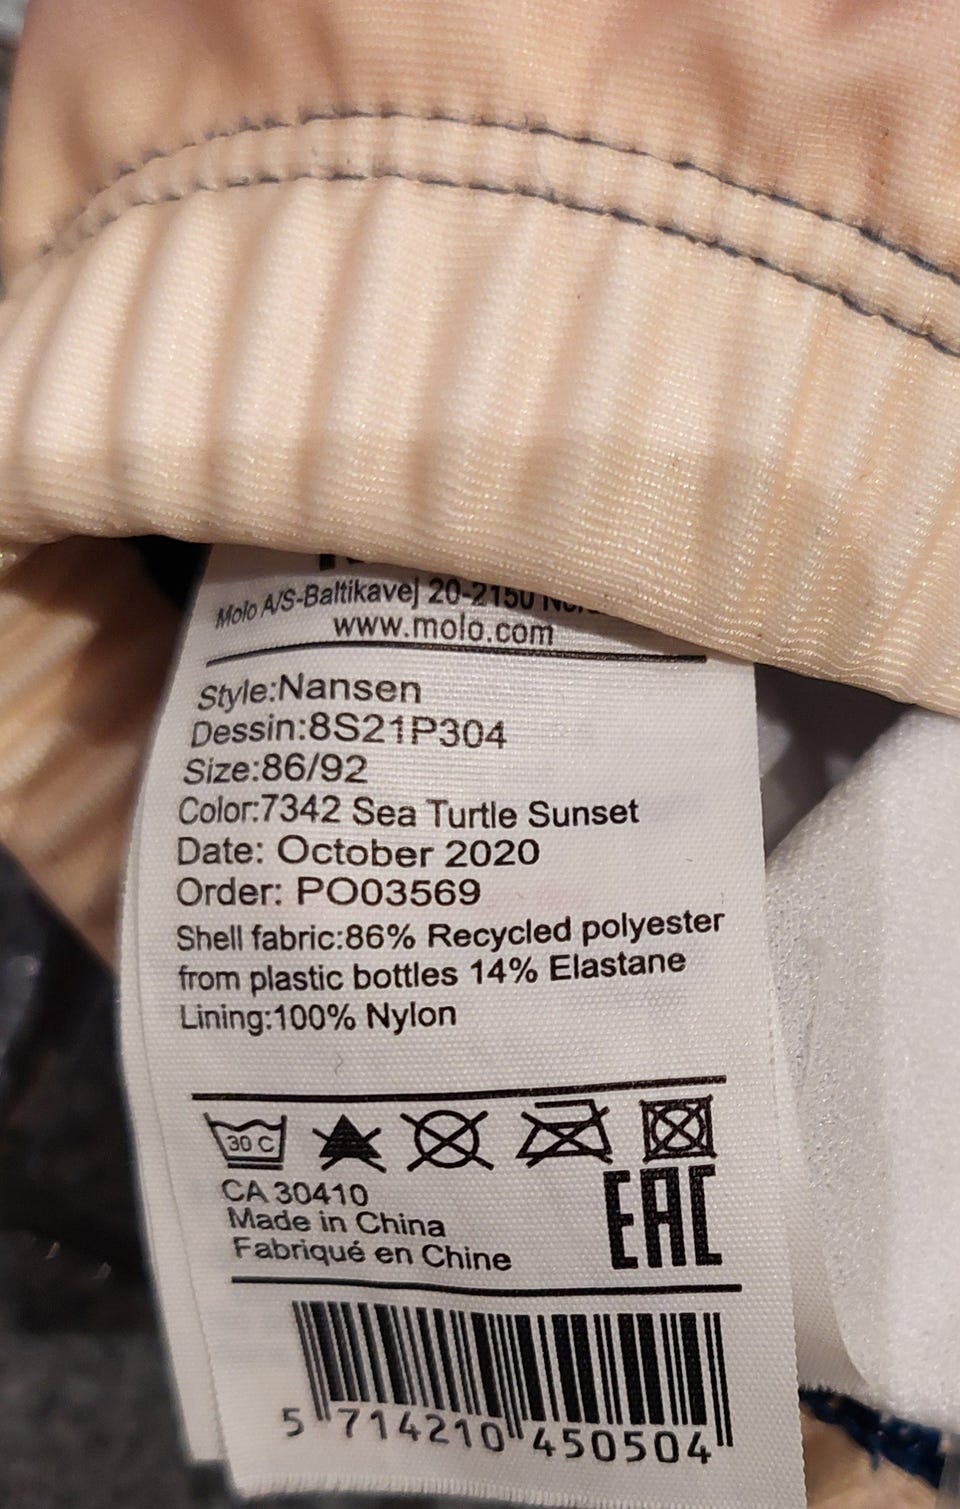 Molo A/S-Baltikavej 20-2150
www.molo.com
Style:Nansen
Dessin:8S21P304
Size:86/92
Color:7342 Sea Turtle Sunset
Date: October 2020
Order: PO03569
Shell fabric:86% Recycled polyester
from plastic bottles 14% Elastane
Lining:100% Nylon
30 C
CA 30410
Made in China
Fabriqué en Chine
EAC
5 714210 450504